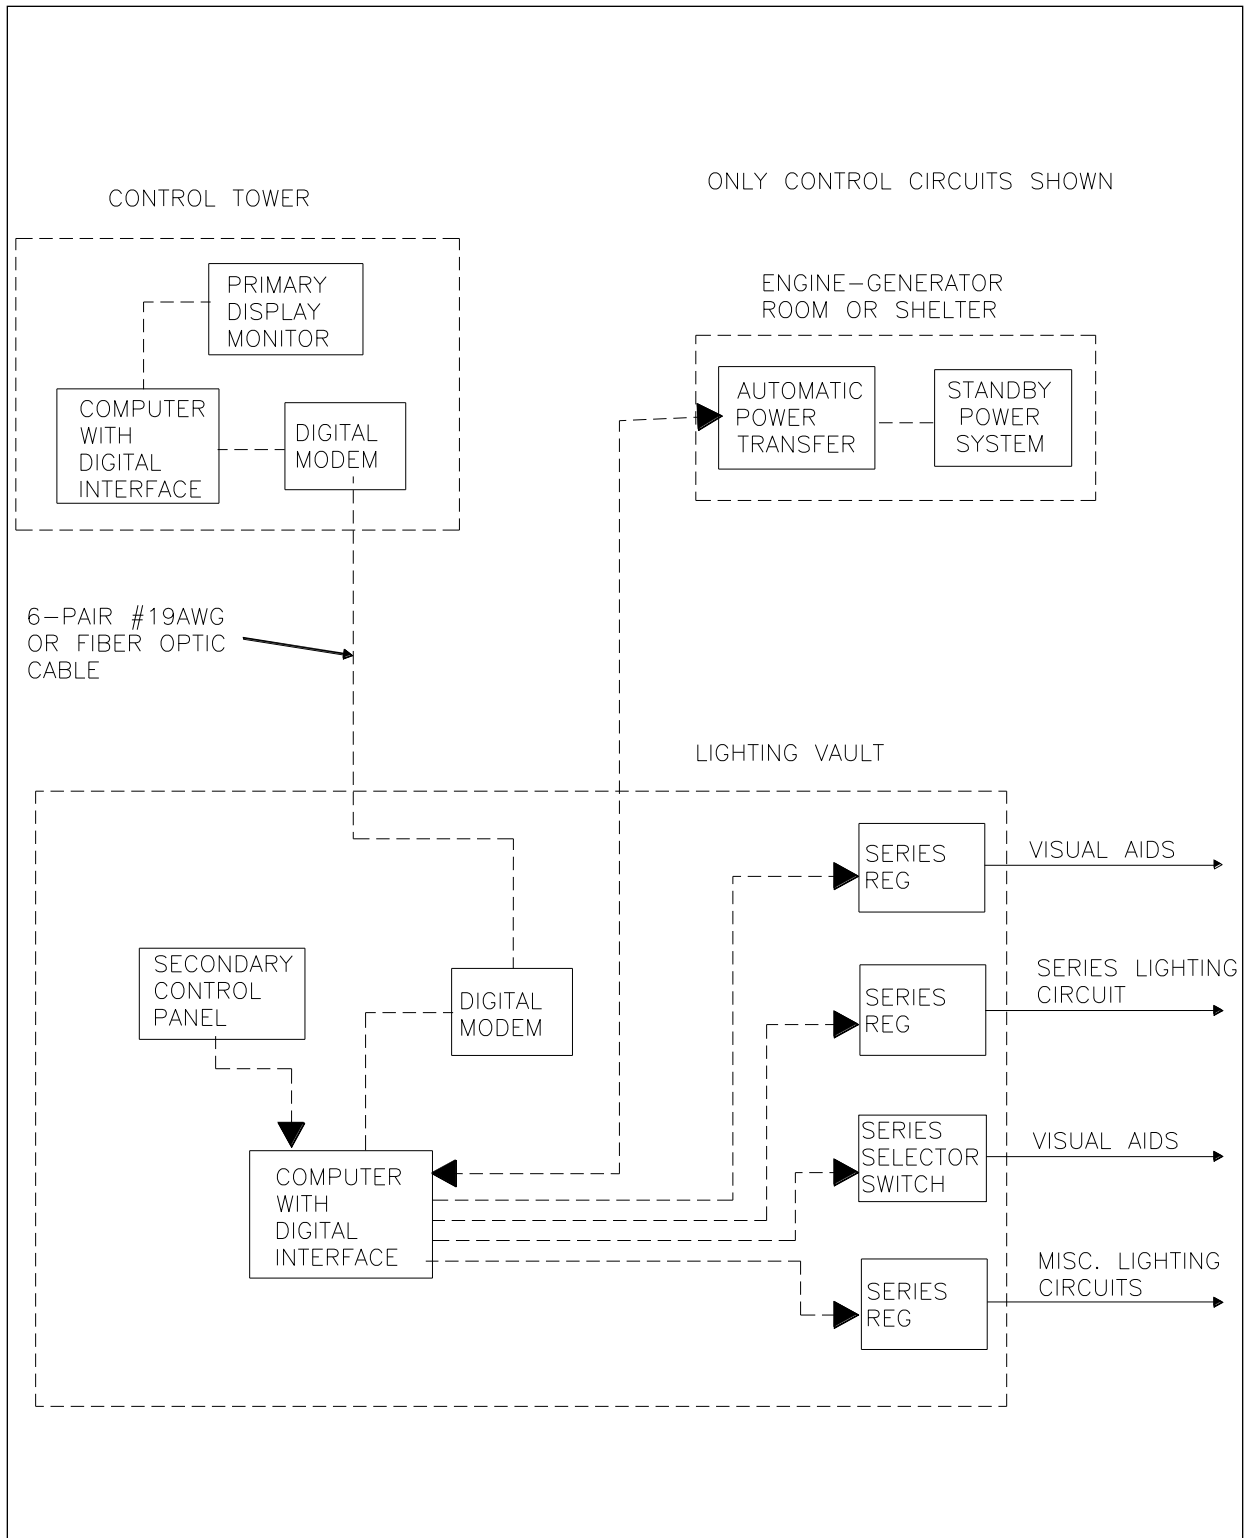 ONLY CONTROL CIRCUITS SHOWN
CONTROL TOWER
PRIMARY
DISPLAY
MONITOR
COMPUTER
WITH
DIGITAL
INTERFACE
DIGITAL
MODEM
ENGINE-GENERATOR
ROOM OR SHELTER
AUTOMATIC
POWER
TRANSFER
STANDBY
POWER
SYSTEM
6-PAIR #19AWG
OR FIBER OPTIC
CABLE
LIGHTING VAULT
SERIES
REG
VISUAL AIDS
SECONDARY
CONTROL
PANEL
DIGITAL
MODEM
SERIES
REG
SERIES LIGHTING
CIRCUIT
COMPUTER
WITH
DIGITAL
INTERFACE
SERIES
SELECTOR
SWITCH
VISUAL AIDS
SERIES
REG
MISC. LIGHTING
CIRCUITS